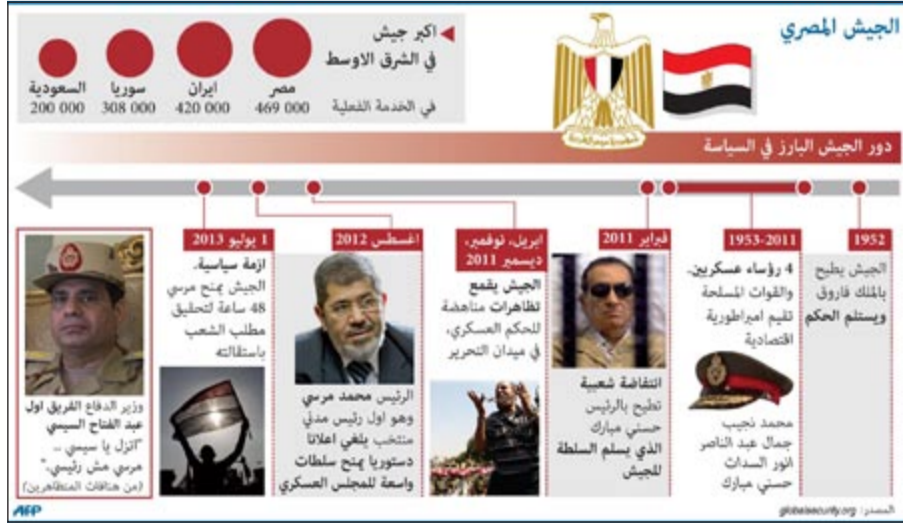 الجيش المصري
اكبر جيش
في الشرق الاوسط
في الخدمة الفعلية
مصر
469 000
ايران
420 000
سوريا
308 000
السعودية
200 000
دور الجيش البارز في السياسة
1952
الجيش يطيح
بالملك فاروق
ويستلم الحكم
1953-2011
4 رؤساء عسكريين.
والقوات المسلحة
تقيم امبراطورية
اقتصادية
محمد نجيب
جمال عبد الناصر
انور السدات
حسني مبارك
فبراير 2011
انتفاضة شعبية
تطيح بالرئيس
حسني مبارك
الذي يسلم السلطة
للجيش
ابريل، نوفمبر،
ديسمبر 2011
الجيش يقمع
تظاهرات مناهضة
للحكم العسكري،
في ميدان التحرير
اغسطس 2012
الرئيس محمد مرسي
وهو اول رئيس مدني
منتخب يلغي اعلانا
دستوريا يمنح سلطات
واسعة للمجلس العسكري
1 يوليو 2013
ازمة سياسية.
الجيش يمنح مرسي
48 ساعة لتحقيق
مطلب الشعب
باستقالته
وزير الدفاع الفريق اول
عبد الفتاح السيسي
"انزل يا سيسي ..
مرسي مش رئيسي."
(من هتافات المتظاهرين)
المصدر: globalsecurity.org
AFP